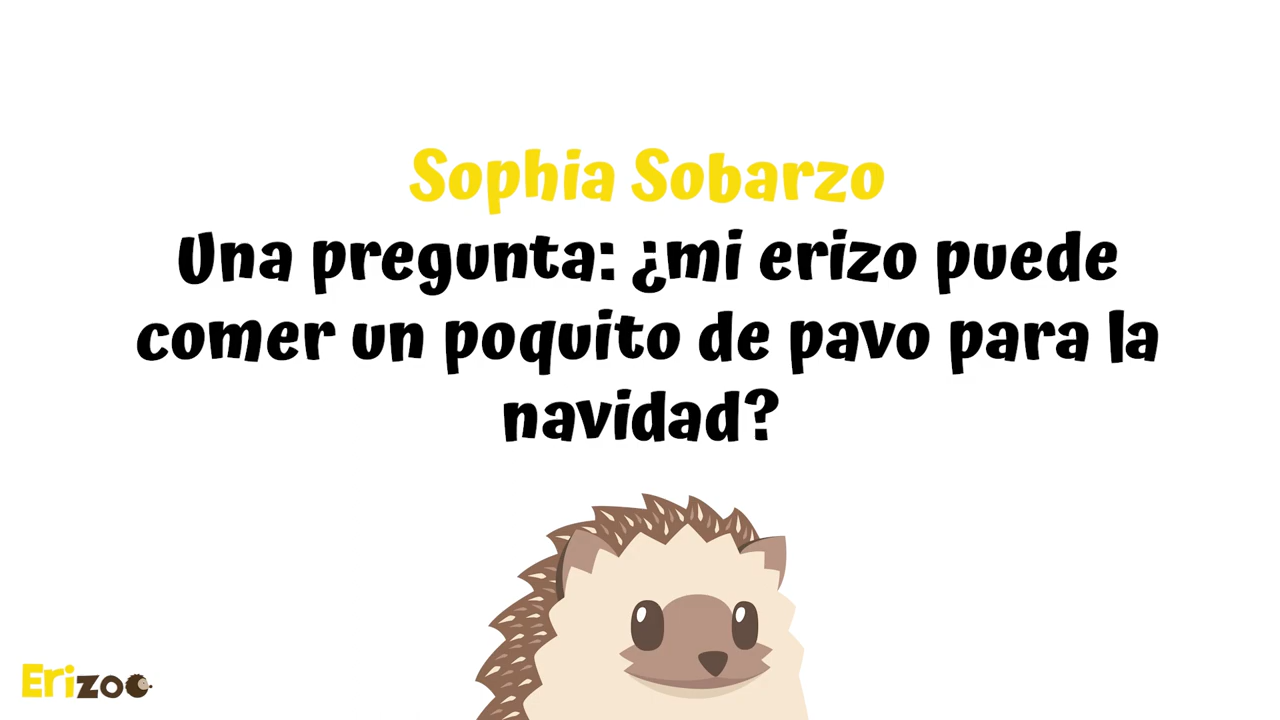 Sophia Sobarzo
Una pregunta: ¿mi erizo puede
comer un poquito de pavo para la
navidad?
Erizoo